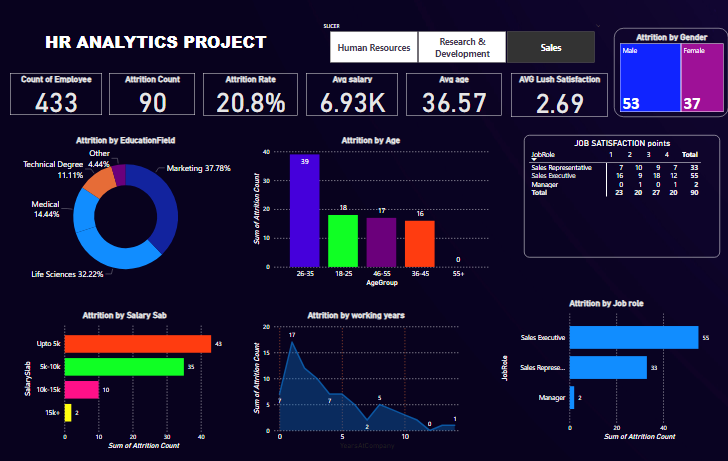 SLICER
HR ANALYTICS PROJECT
Human Resources
Research &
Development
Sales
Attrition by Gender
Male
Female
53
37
Count of Employee
433
Attrition Count
90
Attrition Rate
20.8%
Avg salary
6.93K
Avg age
36.57
AVG Lush Satisfaction
2.69
Attrition by EducationField
Other
4.44%
Technical Degree
11.11%
Marketing 37.78%
Medical
14.44%
Life Sciences 32.22%
Attrition by Age
Sum of Attrition Count
40
30
20
10
0
39
18
17
16
0
26-35
18-25
46-55
36-45
55+
AgeGroup
JOB SATISFACTION points
JobRole 1 2 3 4 Total
Sales Representative 7 10 9 7 33
Sales Executive 16 9 18 12 55
Manager 0 1 0 1 2
Total 23 20 27 20 90
Attrition by Salary Sab
SalarySlab
Upto 5k 43
5k-10k 35
10k-15k 10
15k+ 2
0 10 20 30 40
Sum of Attrition Count
Attrition by working years
Sum of Attrition Count
20
15
10
5
0
7
17
7
2
5
0
1
0 5 10
YearsAtCompany
Attrition by Job role
JobRole
Sales Executive 55
Sales Represe... 33
Manager 2
0 20 40
Sum of Attrition Count